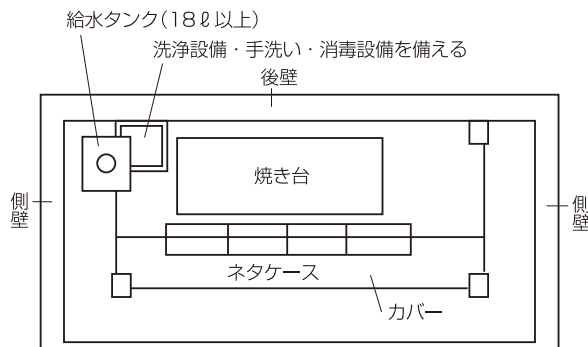 給水タンク(18ℓ以上)
洗浄設備・手洗い・消毒設備を備える
後壁
焼き台
側壁
側壁
ネタケース
カバー